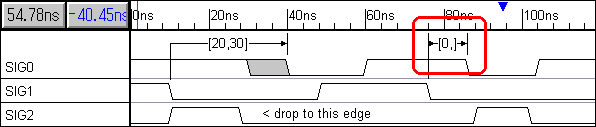 54.78ns -40.45ns 0ns 20ns 40ns 60ns 80ns 100ns
[20,30] [0,]
SIG0
SIG1
SIG2 < drop to this edge